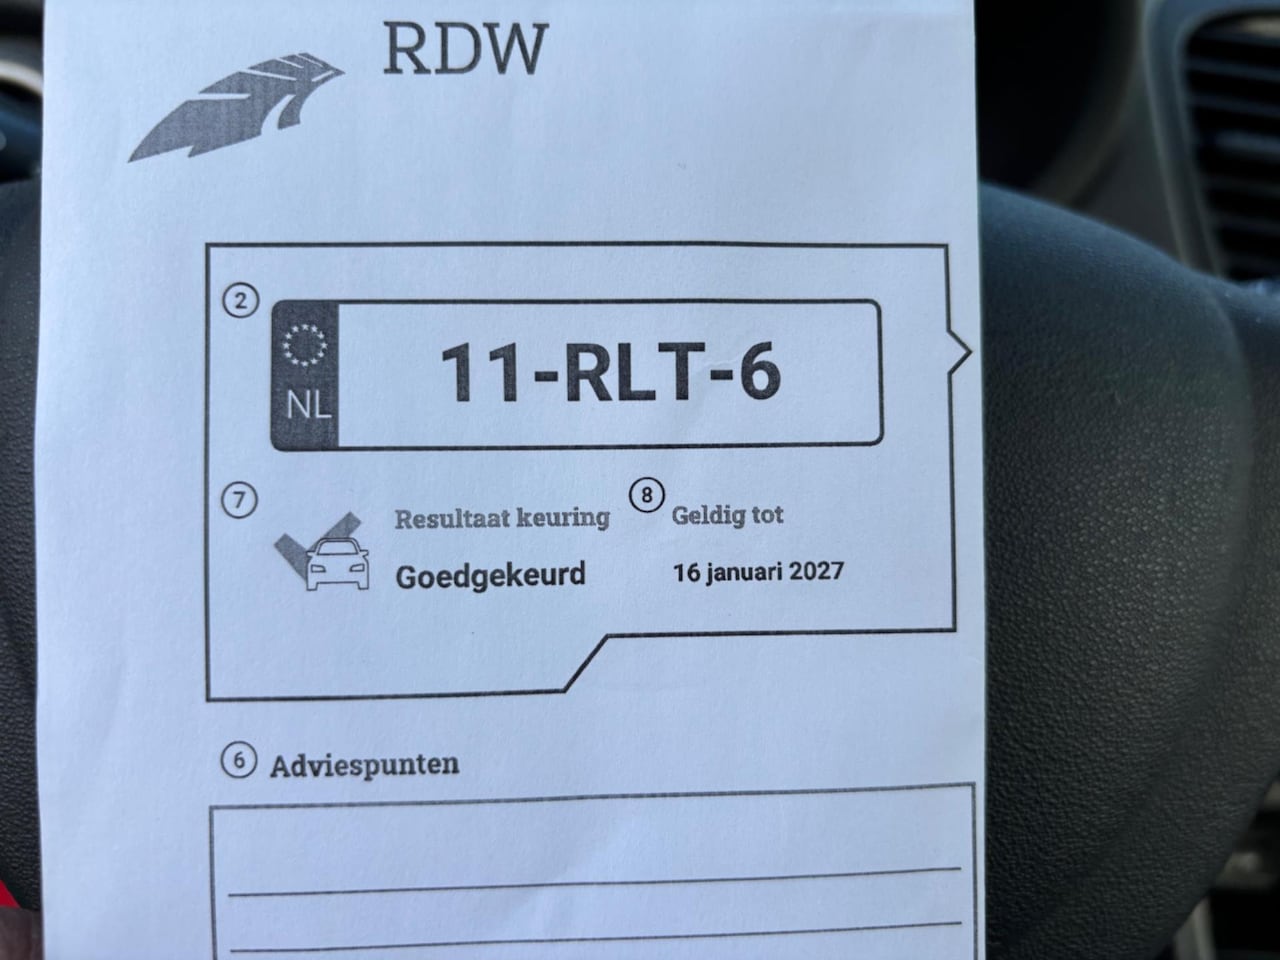 RDW
2
NL
11-RLT-6
7
Resultaat keuring
8
Geldig tot
Goedgekeurd
16 januari 2027
6 Adviespunten